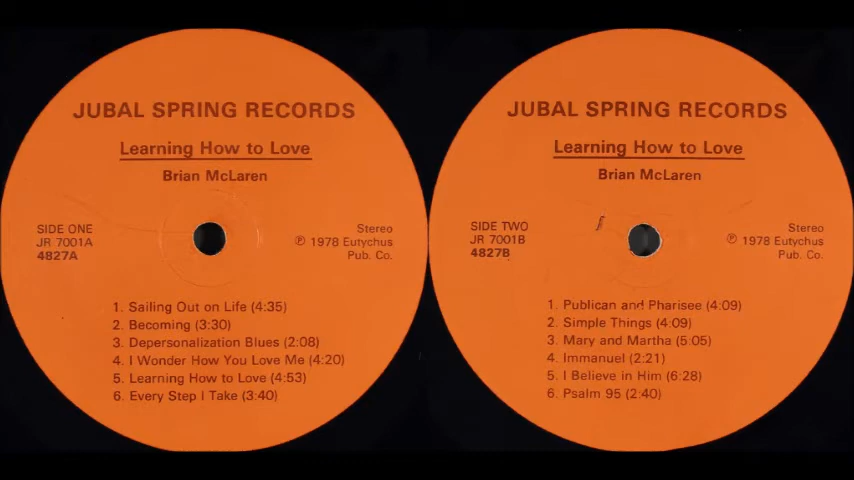 JUBAL SPRING RECORDS
Learning How to Love
Brian McLaren
SIDE ONE
JR 7001A
4827A
Stereo
℗ 1978 Eutychus
Pub. Co.
1. Sailing Out on Life (4:35)
2. Becoming (3:30)
3. Depersonalization Blues (2:08)
4. I Wonder How You Love Me (4:20)
5. Learning How to Love (4:53)
6. Every Step I Take (3:40)
JUBAL SPRING RECORDS
Learning How to Love
Brian McLaren
SIDE TWO
JR 7001B
4827B
Stereo
℗ 1978 Eutychus
Pub. Co.
1. Publican and Pharisee (4:09)
2. Simple Things (4:09)
3. Mary and Martha (5:05)
4. Immanuel (2:21)
5. I Believe in Him (6:28)
6. Psalm 95 (2:40)